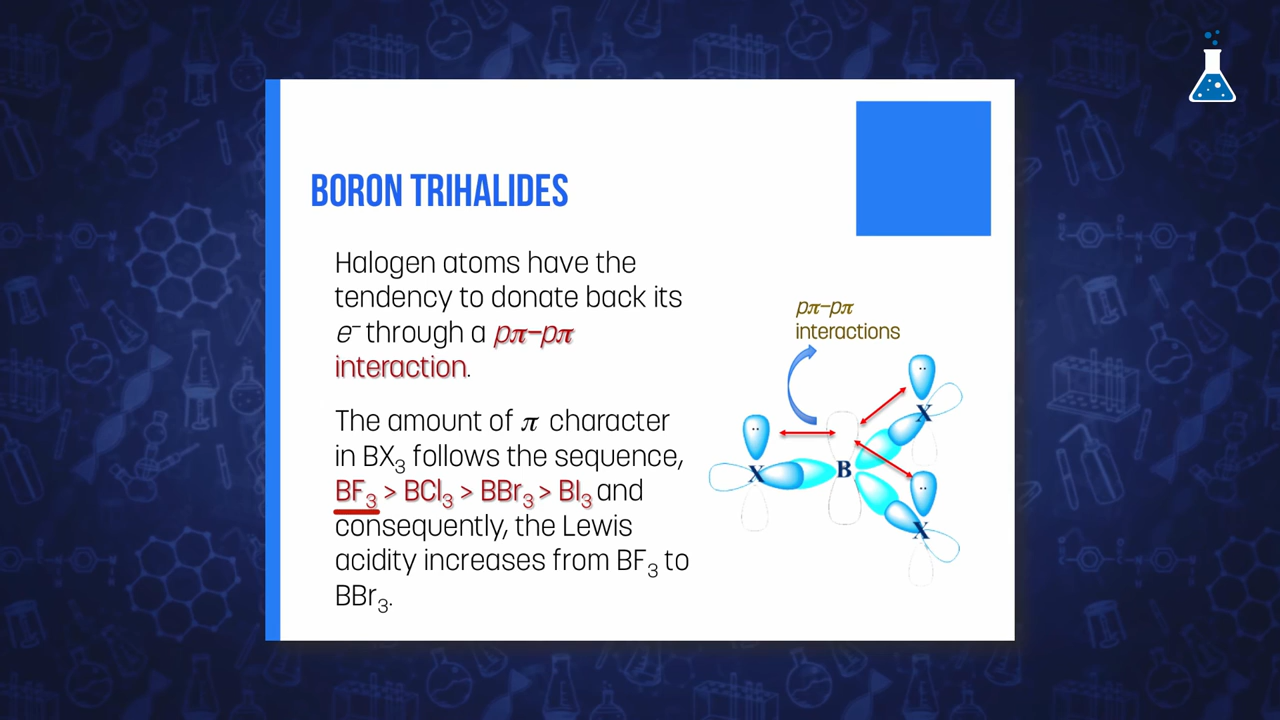 BORON TRIHALIDES
Halogen atoms have the
tendency to donate back its
e⁻ through a pπ–pπ
interaction.
The amount of π character
in BX₃ follows the sequence,
BF₃ > BCl₃ > BBr₃ > BI₃ and
consequently, the Lewis
acidity increases from BF₃ to
BBr₃.
pπ–pπ
interactions
X
X
B
X